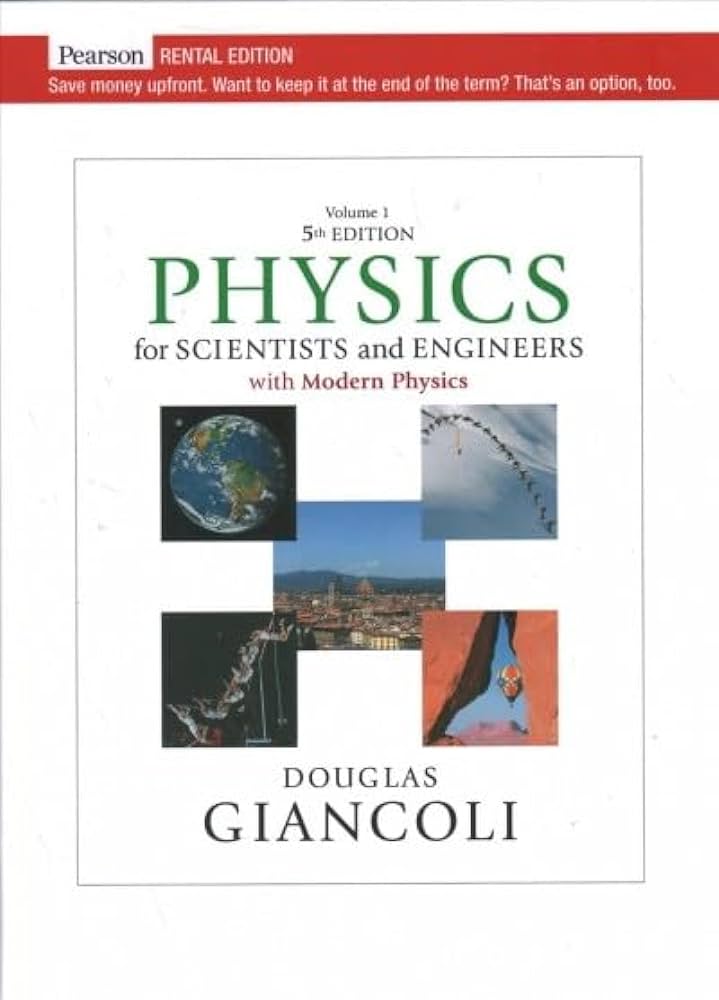 Pearson RENTAL EDITION
Save money upfront. Want to keep it at the end of the term? That's an option, too.
Volume 1
5th EDITION
PHYSICS
for SCIENTISTS and ENGINEERS
with Modern Physics
DOUGLAS
GIANCOLI